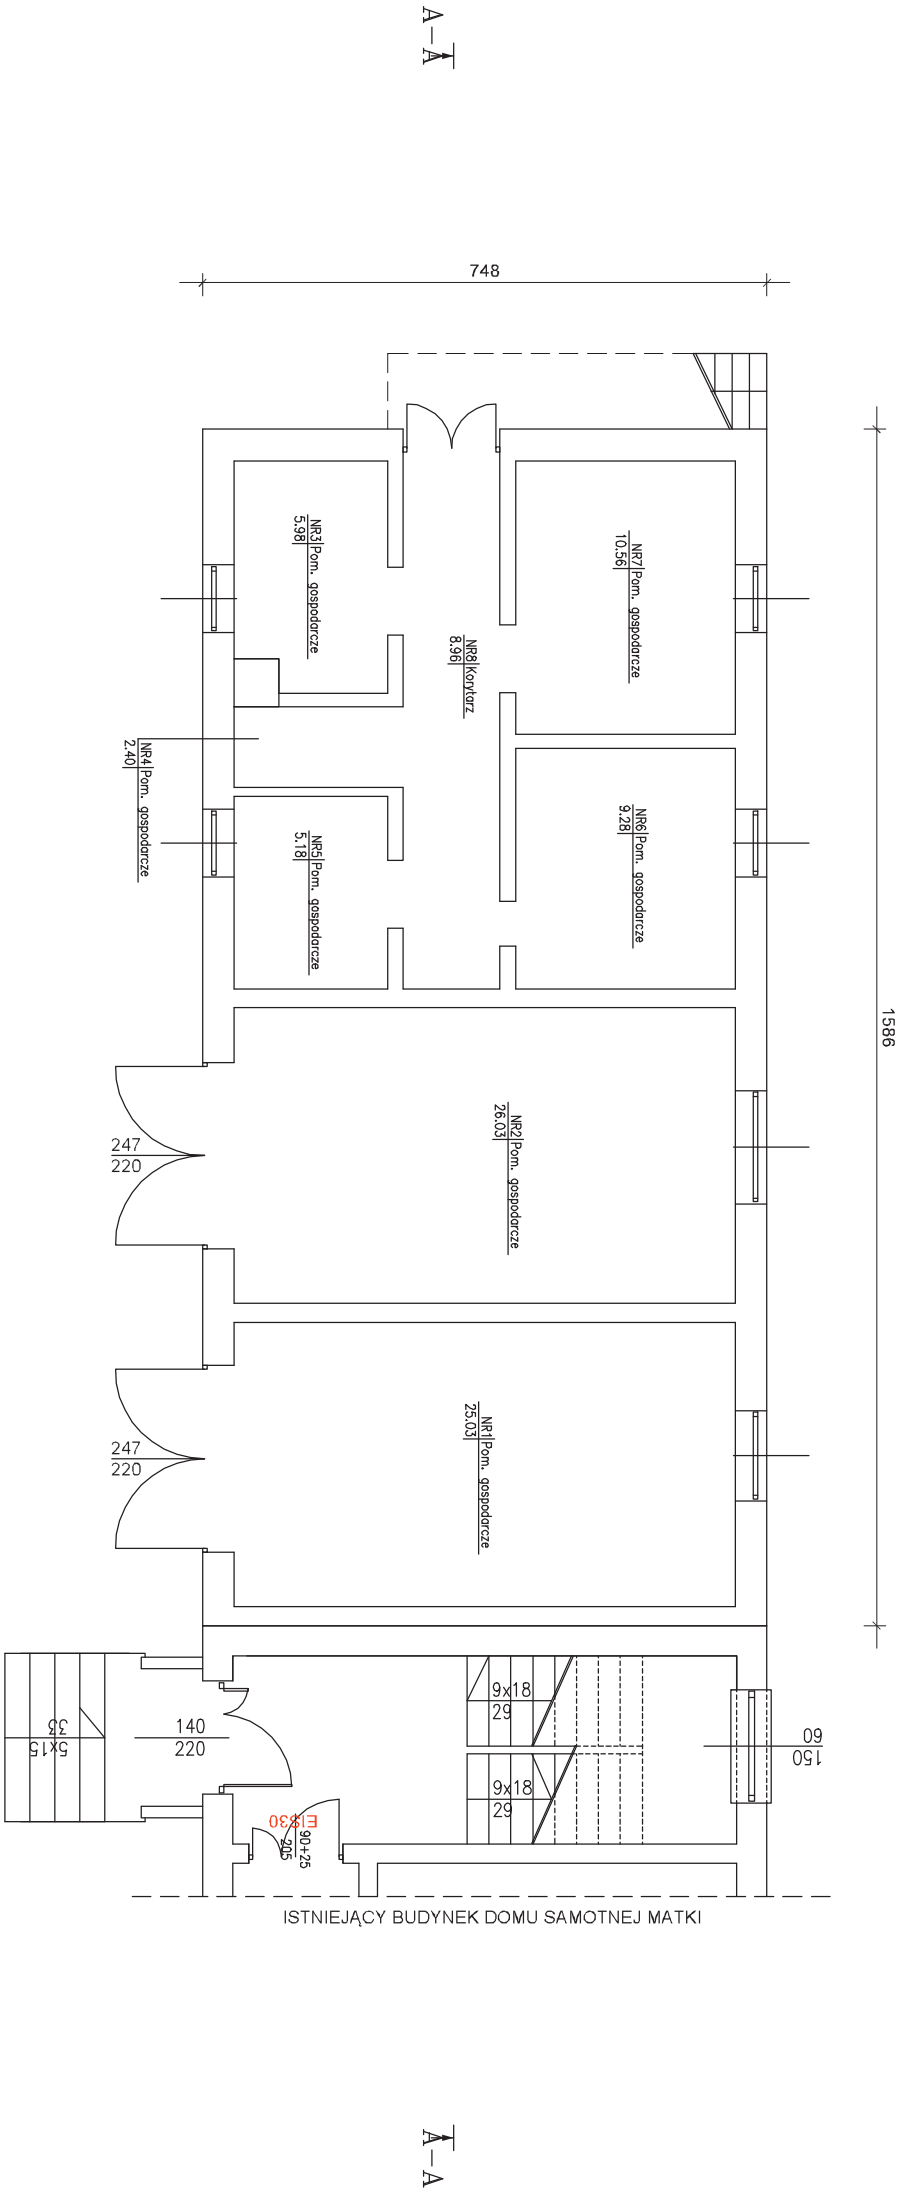 A–A
748
NR3 Pom. gospodarcze
5.98
NR7 Pom. gospodarcze
10.56
NR8 Korytarz
8.96
NR4 Pom. gospodarcze
2.40
NR5 Pom. gospodarcze
5.18
NR6 Pom. gospodarcze
9.28
1586
NR2 Pom. gospodarcze
26.03
247
220
NR1 Pom. gospodarcze
25.03
247
220
5x15
33
140
220
9x18
29
9x18
29
60
150
EIS30
90+25
205
ISTNIEJĄCY BUDYNEK DOMU SAMOTNEJ MATKI
A–A